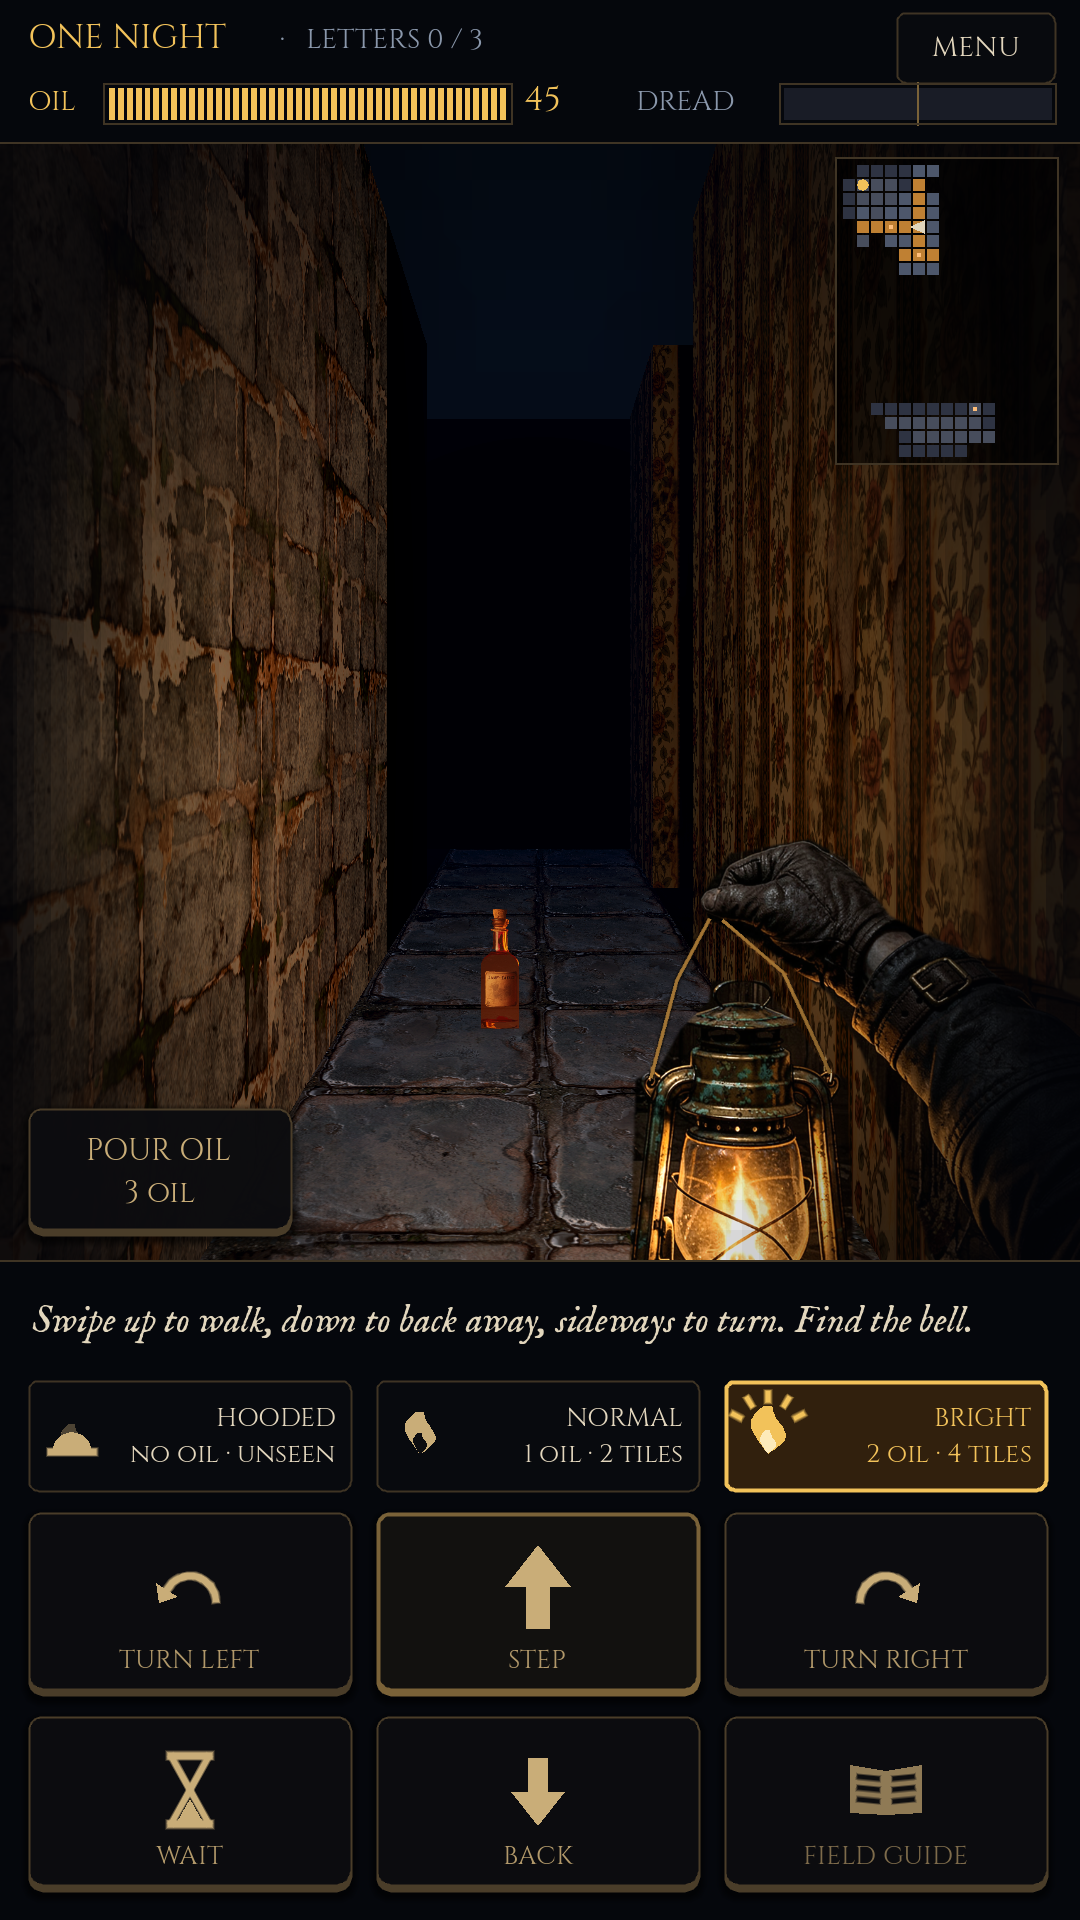 ONE NIGHT · LETTERS 0 / 3
MENU
OIL 45 DREAD
POUR OIL
3 OIL
Swipe up to walk, down to back away, sideways to turn. Find the bell.
HOODED
NO OIL · UNSEEN
NORMAL
1 OIL · 2 TILES
BRIGHT
2 OIL · 4 TILES
TURN LEFT
STEP
TURN RIGHT
WAIT
BACK
FIELD GUIDE